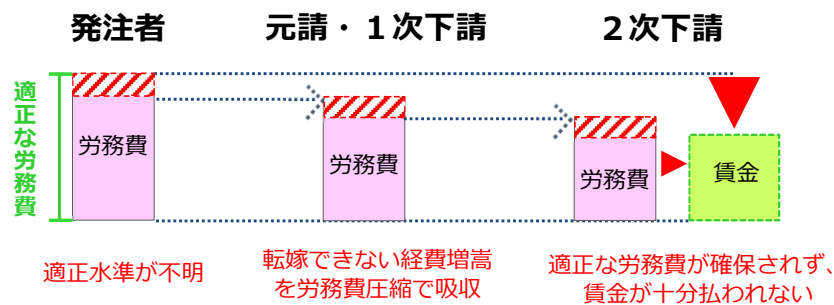 発注者
元請・１次下請
２次下請
適正な労務費
労務費
労務費
労務費
賃金
適正水準が不明
転嫁できない経費増嵩
を労務費圧縮で吸収
適正な労務費が確保されず、
賃金が十分払われない